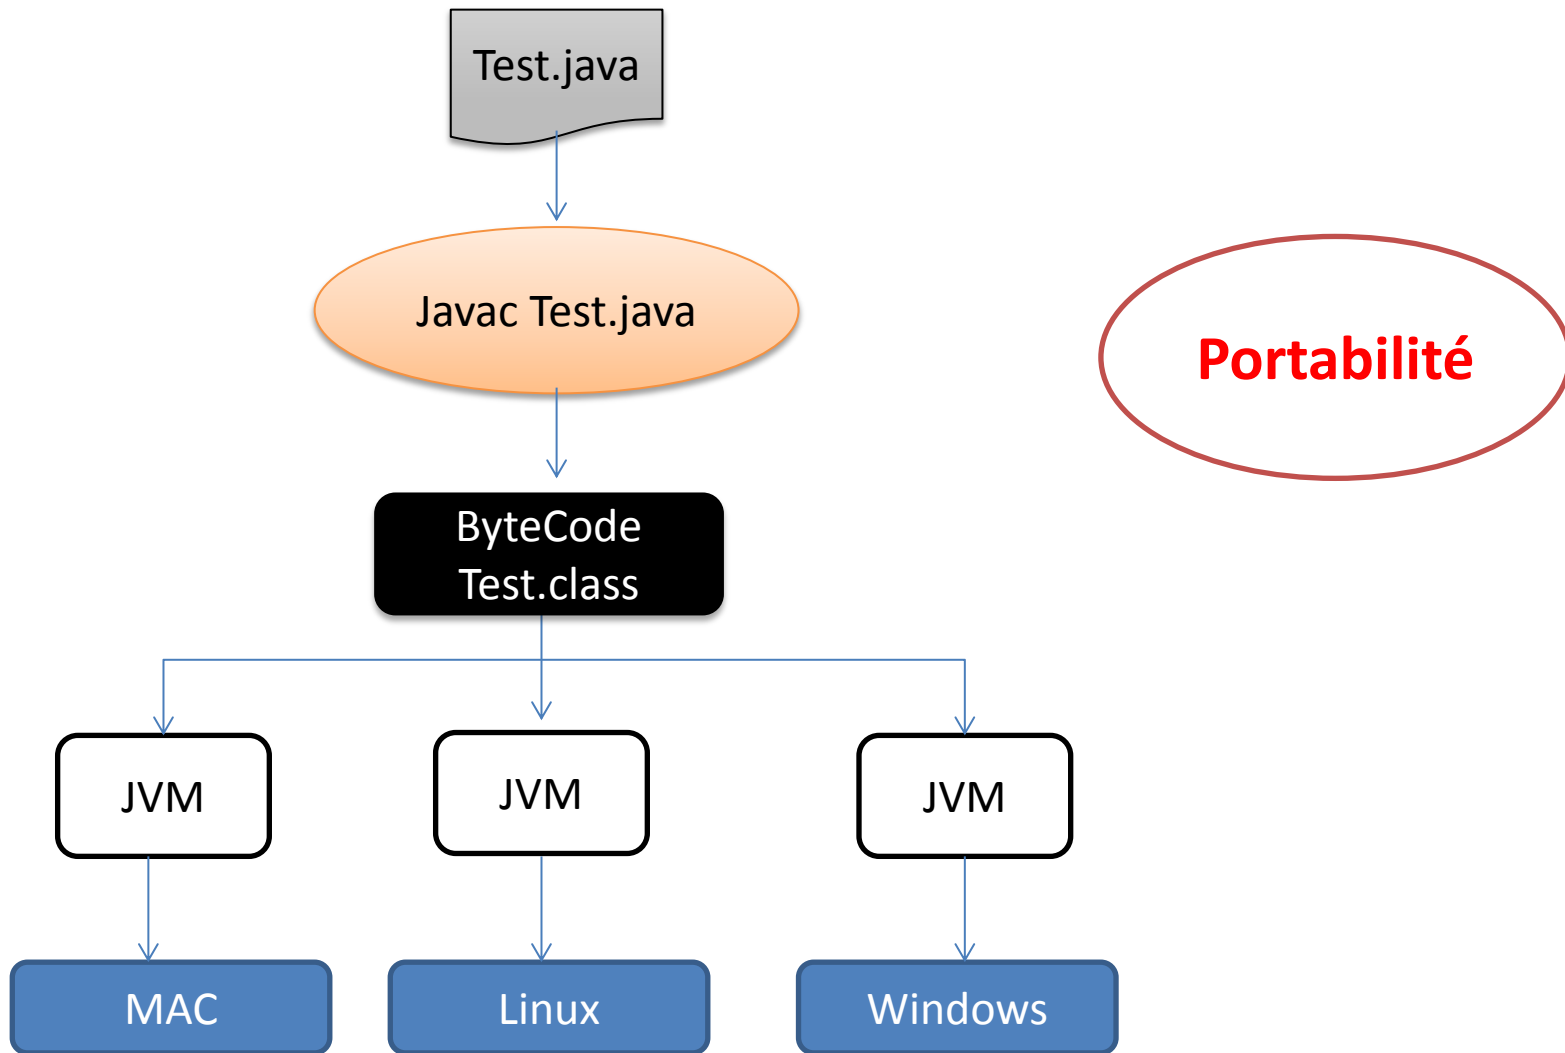 Test.java
Javac Test.java
Portabilité
ByteCode
Test.class
JVM
JVM
JVM
MAC
Linux
Windows